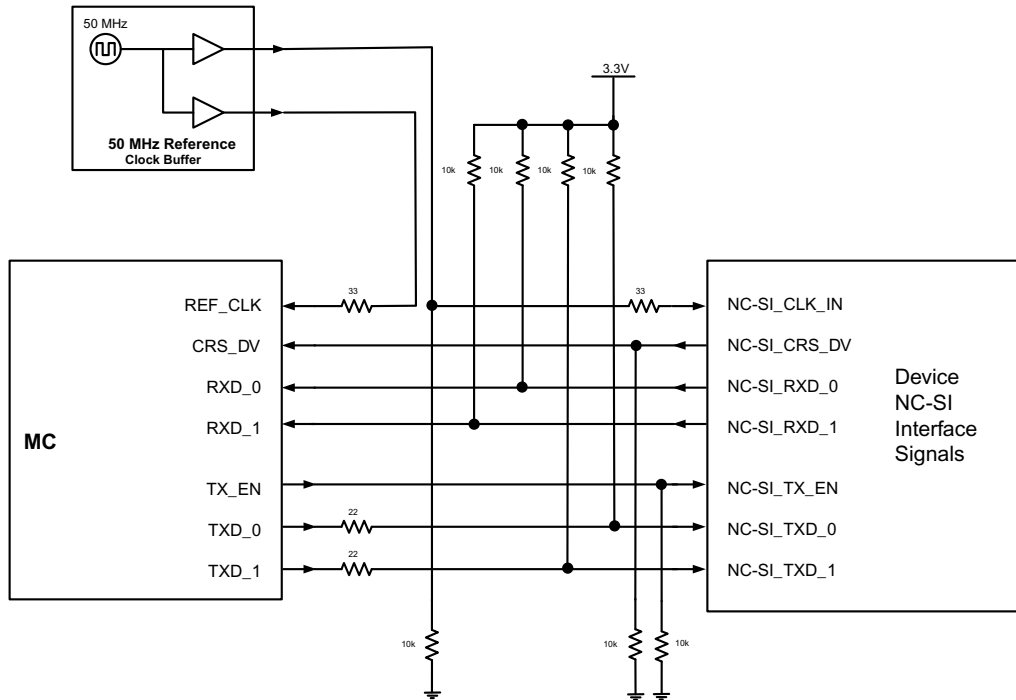 50 MHz
50 MHz Reference
Clock Buffer
3.3V
10k
10k
10k
10k
MC
REF_CLK
CRS_DV
RXD_0
RXD_1
TX_EN
TXD_0
TXD_1
33
22
22
33
NC-SI_CLK_IN
NC-SI_CRS_DV
NC-SI_RXD_0
NC-SI_RXD_1
NC-SI_TX_EN
NC-SI_TXD_0
NC-SI_TXD_1
Device
NC-SI
Interface
Signals
10k
10k
10k